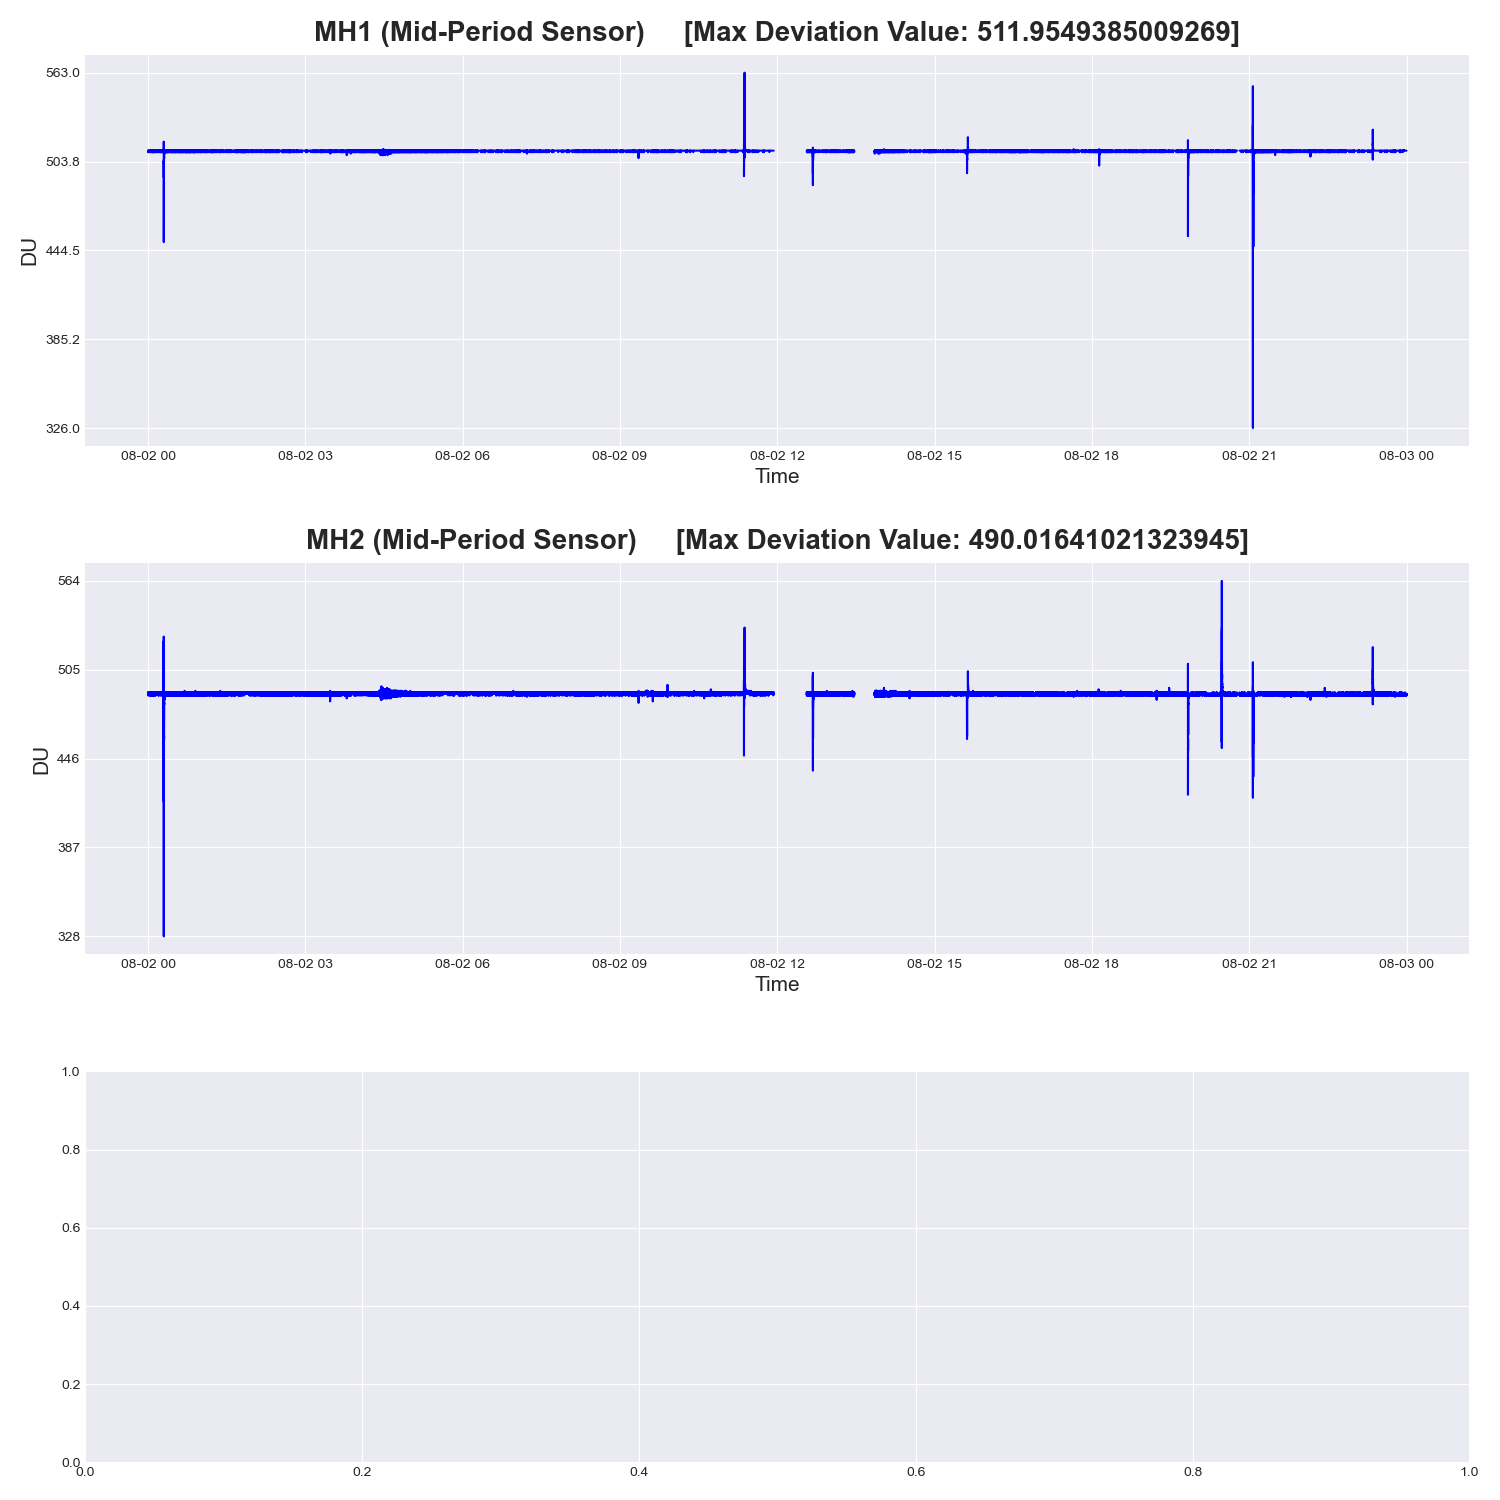 MH1 (Mid-Period Sensor) [Max Deviation Value: 511.9549385009269]
563.0
503.8
444.5
385.2
326.0
DU
08-02 00 08-02 03 08-02 06 08-02 09 08-02 12 08-02 15 08-02 18 08-02 21 08-03 00
Time
MH2 (Mid-Period Sensor) [Max Deviation Value: 490.01641021323945]
564
505
446
387
328
DU
08-02 00 08-02 03 08-02 06 08-02 09 08-02 12 08-02 15 08-02 18 08-02 21 08-03 00
Time
1.0
0.8
0.6
0.4
0.2
0.0
0.0 0.2 0.4 0.6 0.8 1.0